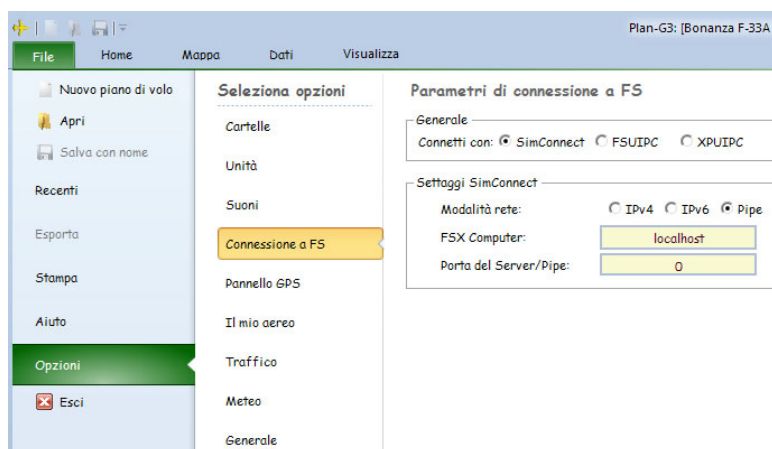 Plan-G3: [Bonanza F-33A
File Home Mappa Dati Visualizza
Nuovo piano di volo
Apri
Salva con nome
Recenti
Esporta
Stampa
Aiuto
Opzioni
Esci
Seleziona opzioni
Cartelle
Unità
Suoni
Connessione a FS
Pannello GPS
Il mio aereo
Traffico
Meteo
Generale
Parametri di connessione a FS
Generale
Connetti con: SimConnect FSUIPC XPUIPC
Settaggi SimConnect
Modalità rete: IPv4 IPv6 Pipe
FSX Computer: localhost
Porta del Server/Pipe: 0